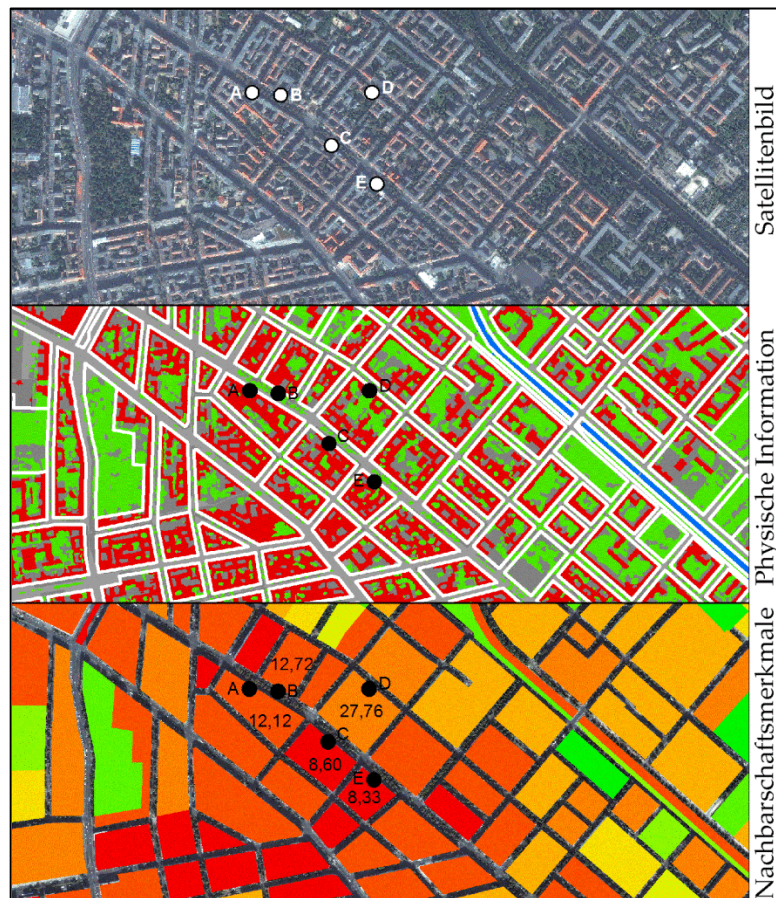 A
B
C
D
E
Satellitenbild
A
B
C
D
E
Physische Information
12,72
A
B
D
12,12
27,76
C
8,60
E
8,33
Nachbarschaftsmerkmale